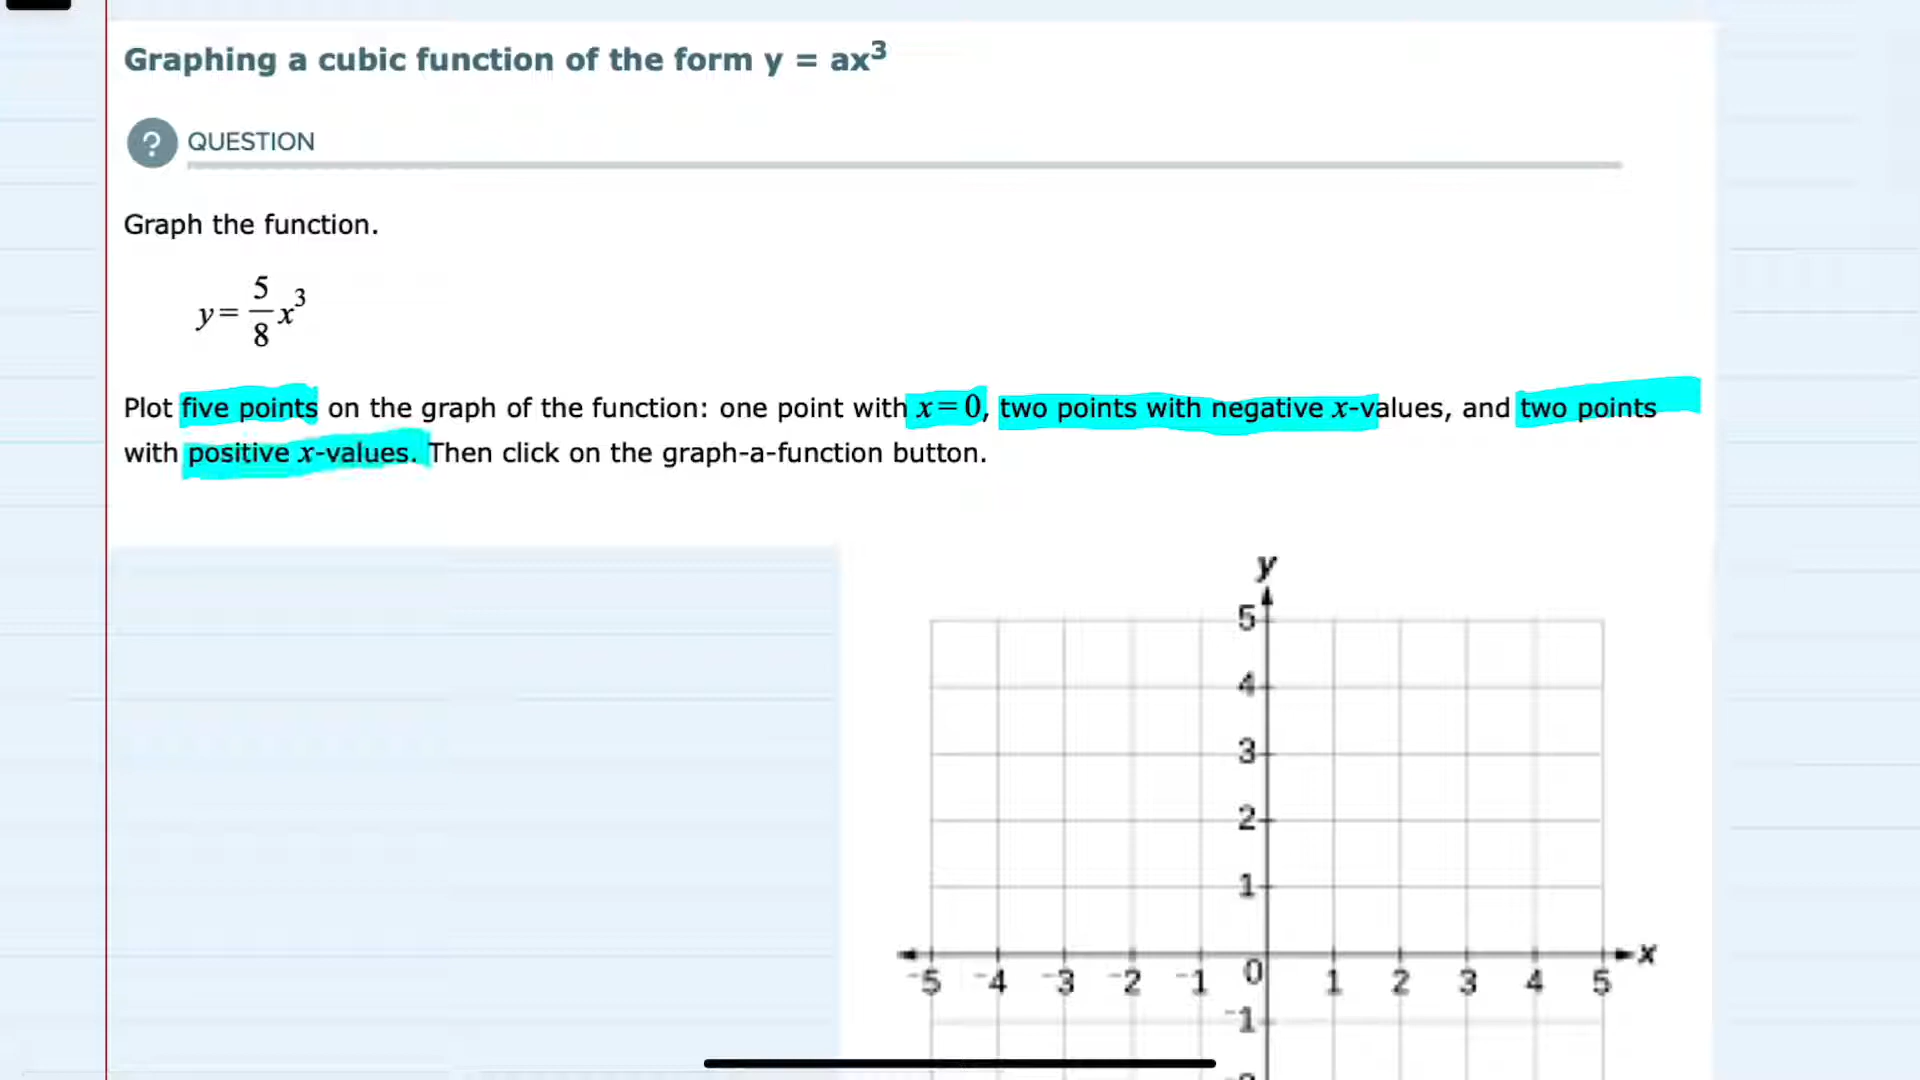 Graphing a cubic function of the form y = ax³
? QUESTION
Graph the function.
y = 5/8 x³
Plot five points on the graph of the function: one point with x = 0, two points with negative x-values, and two points
with positive x-values. Then click on the graph-a-function button.
y
5
4
3
2
1
-5 -4 -3 -2 -1 0 1 2 3 4 5 x
-1